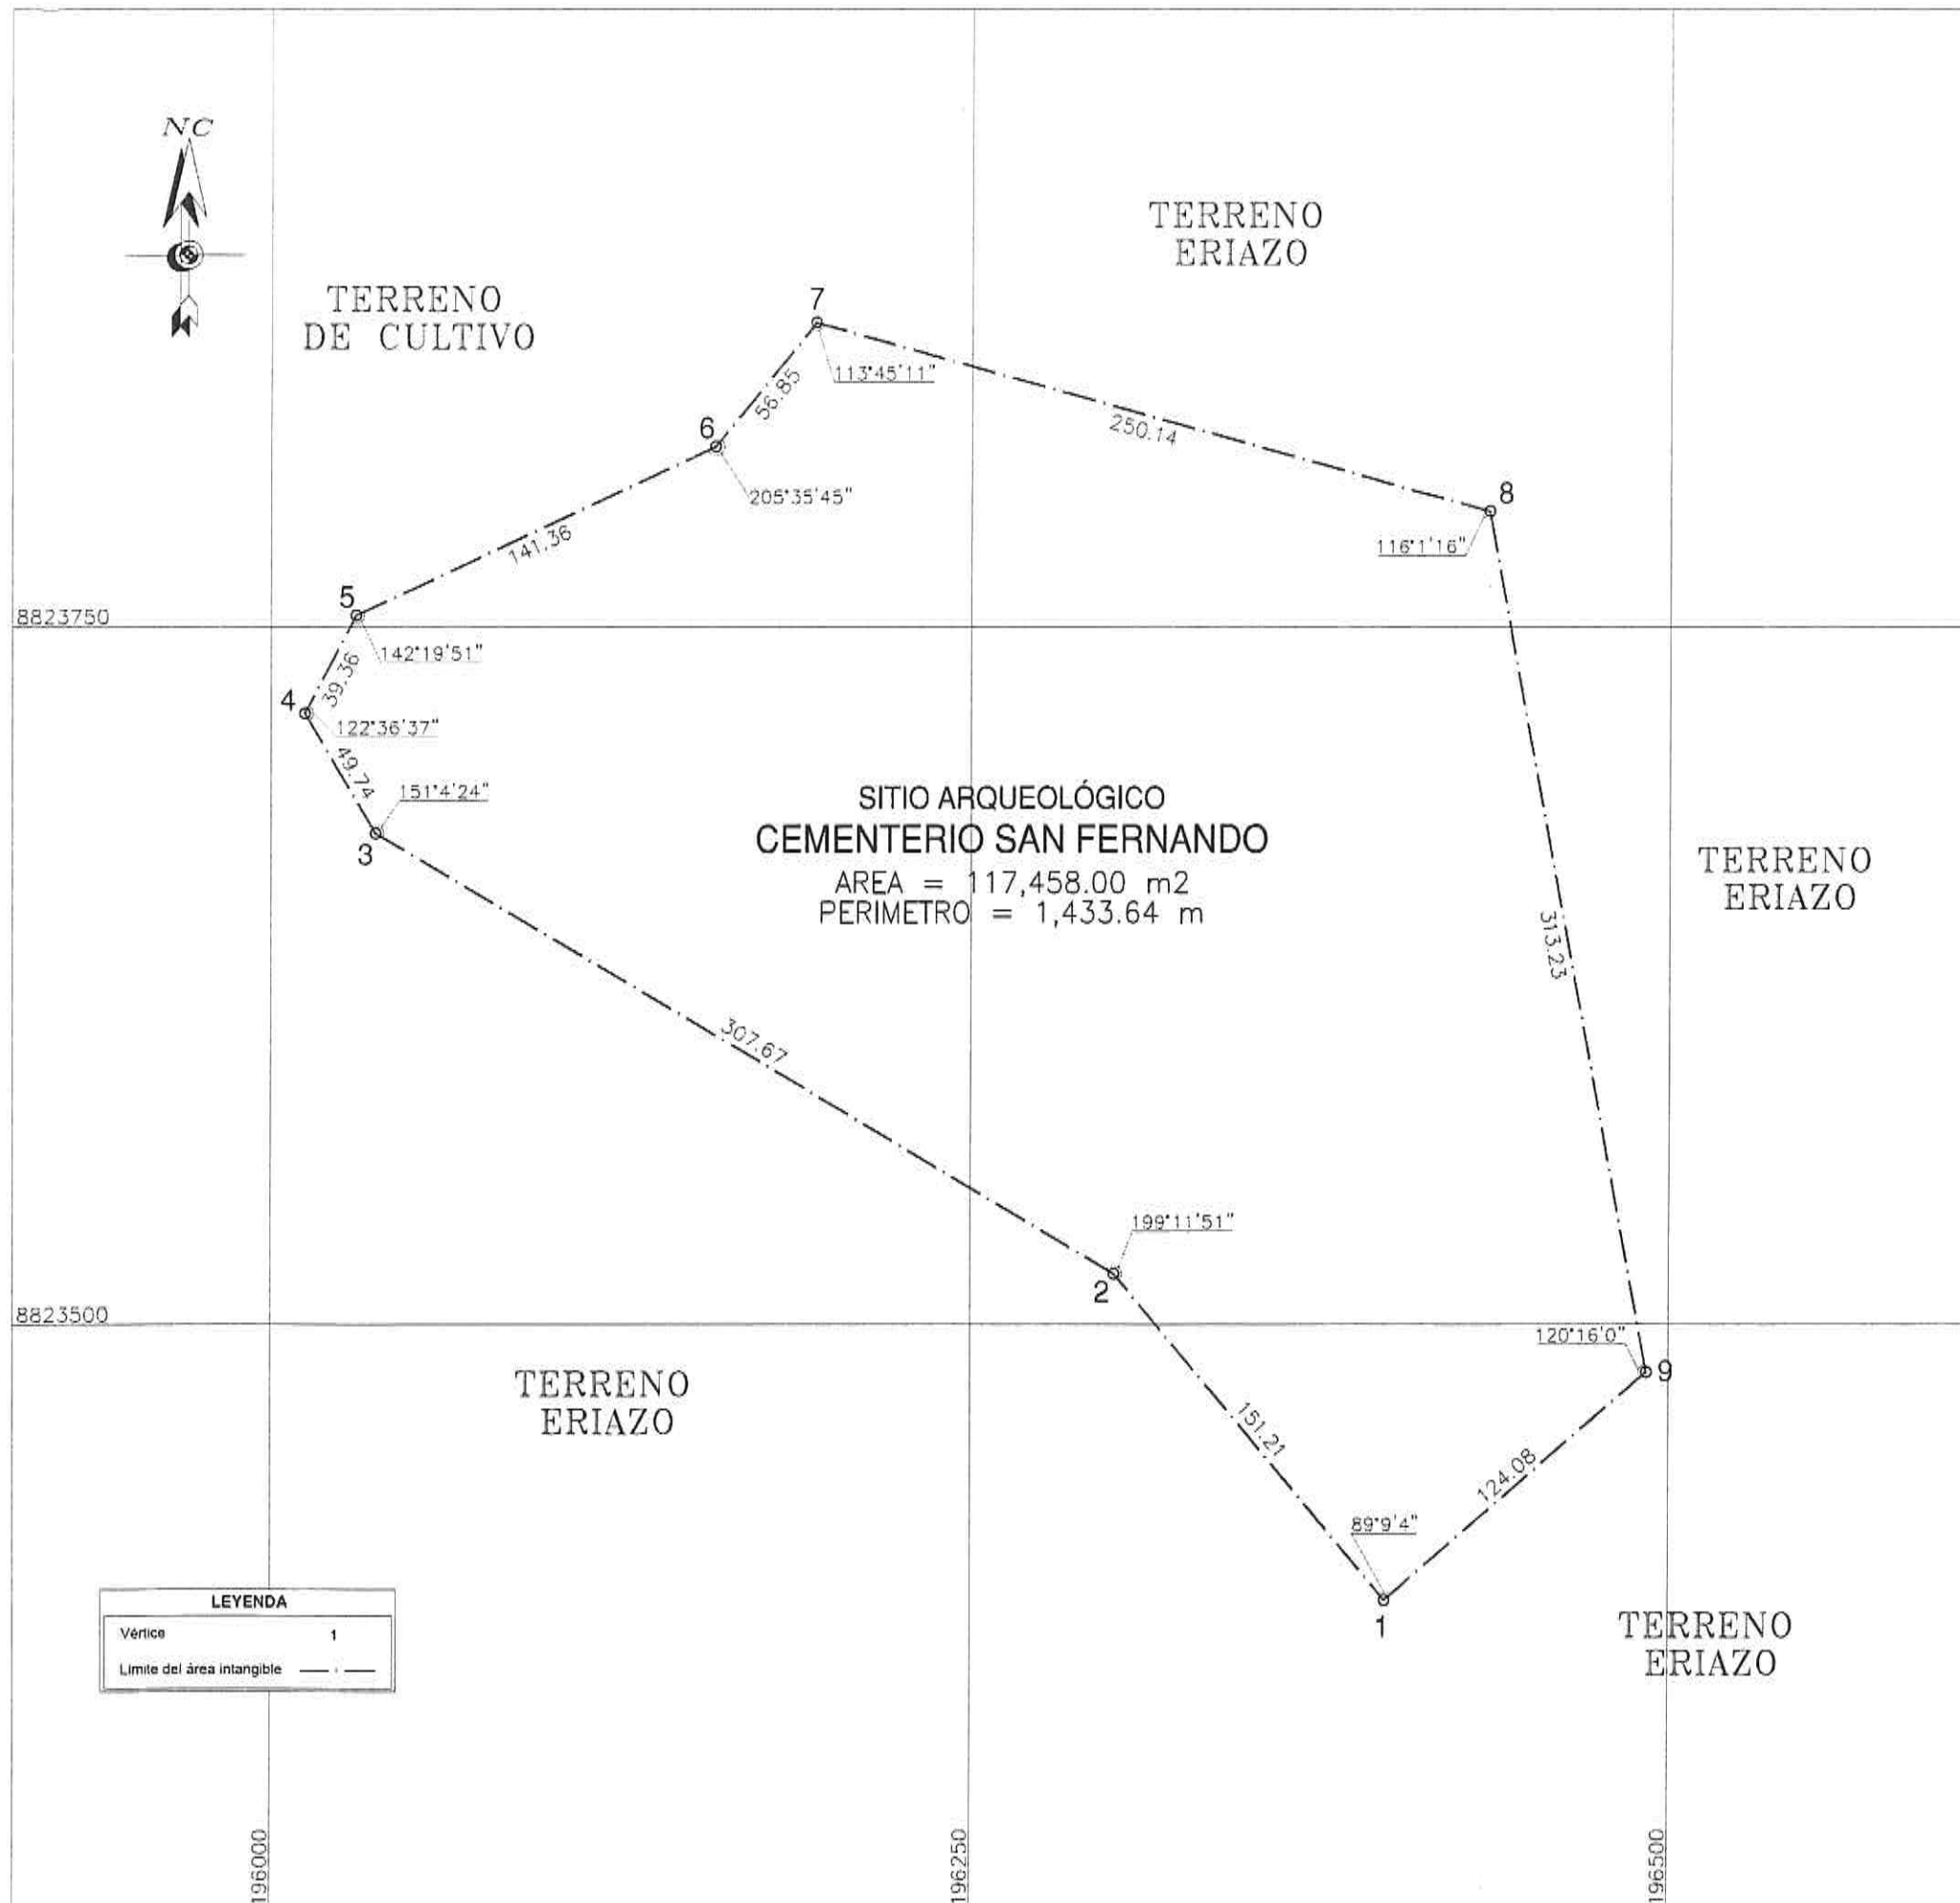 NC
TERRENO
ERIAZO
TERRENO
DE CULTIVO
7
113°45'11"
56.85
250.14
6
205°35'45"
8
116°1'16"
141.36
5
8823750
142°19'51"
39.36
4
122°36'37"
49.74
151°4'24"
3
SITIO ARQUEOLÓGICO
CEMENTERIO SAN FERNANDO
AREA = 117,458.00 m2
PERIMETRO = 1,433.64 m
TERRENO
ERIAZO
313.23
307.67
199°11'51"
2
8823500
120°16'0"
9
TERRENO
ERIAZO
151.21
124.08
89°9'4"
1
TERRENO
ERIAZO
LEYENDA
Vértice 1
Límite del área intangible
196000
196250
196500